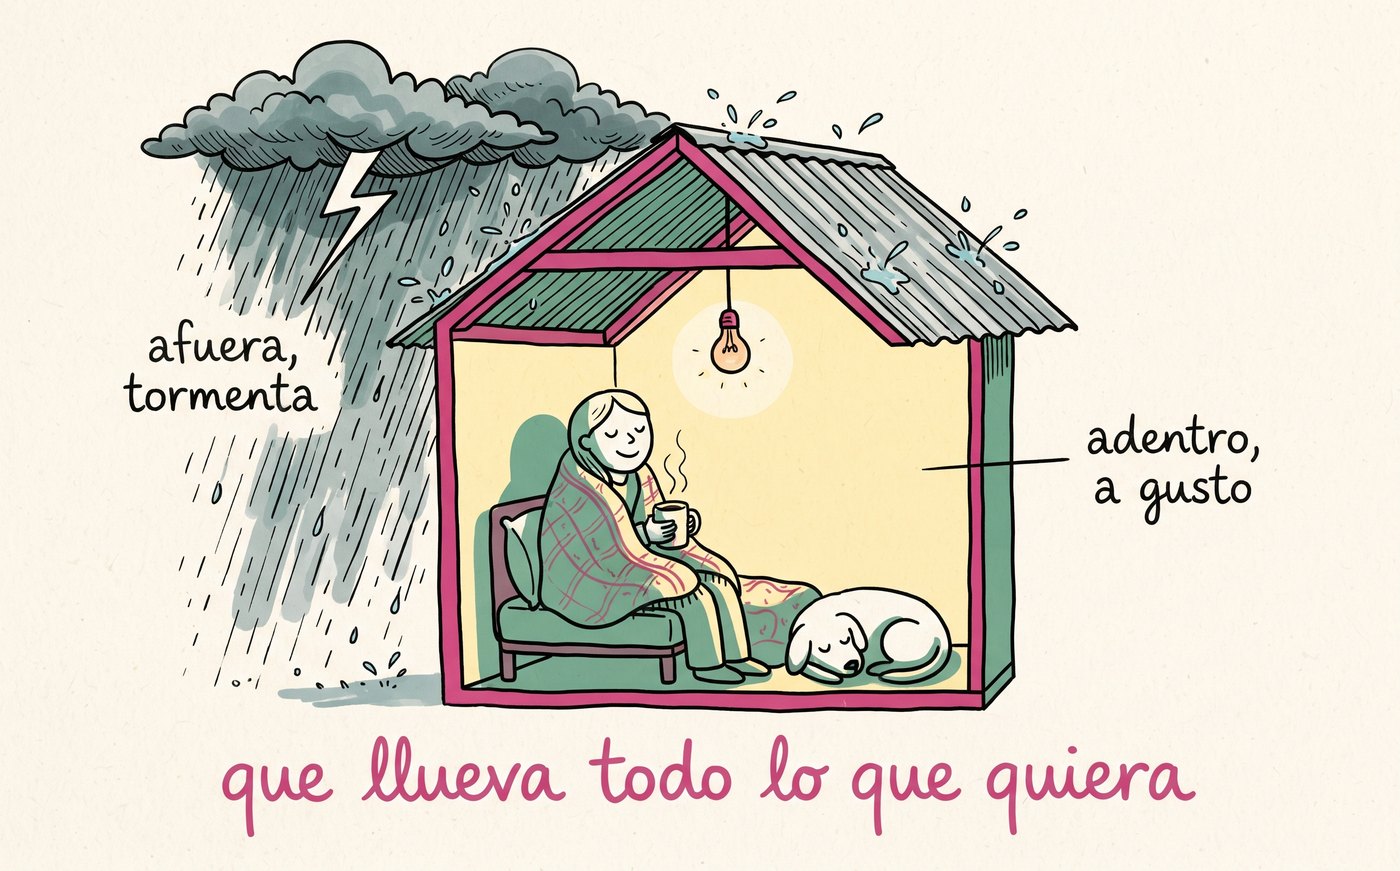 afuera,
tormenta
adentro,
a gusto
que llueva todo lo que quiera